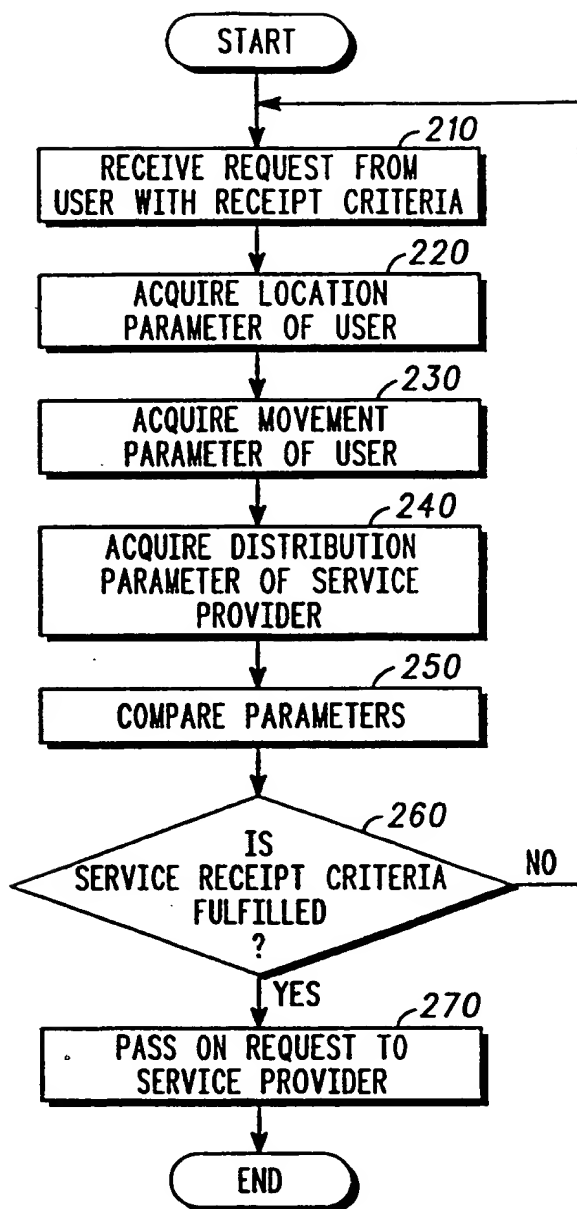 START
210
RECEIVE REQUEST FROM
USER WITH RECEIPT CRITERIA
220
ACQUIRE LOCATION
PARAMETER OF USER
230
ACQUIRE MOVEMENT
PARAMETER OF USER
240
ACQUIRE DISTRIBUTION
PARAMETER OF SERVICE
PROVIDER
250
COMPARE PARAMETERS
260
IS
SERVICE RECEIPT CRITERIA
FULFILLED
?
NO
YES
270
PASS ON REQUEST TO
SERVICE PROVIDER
END